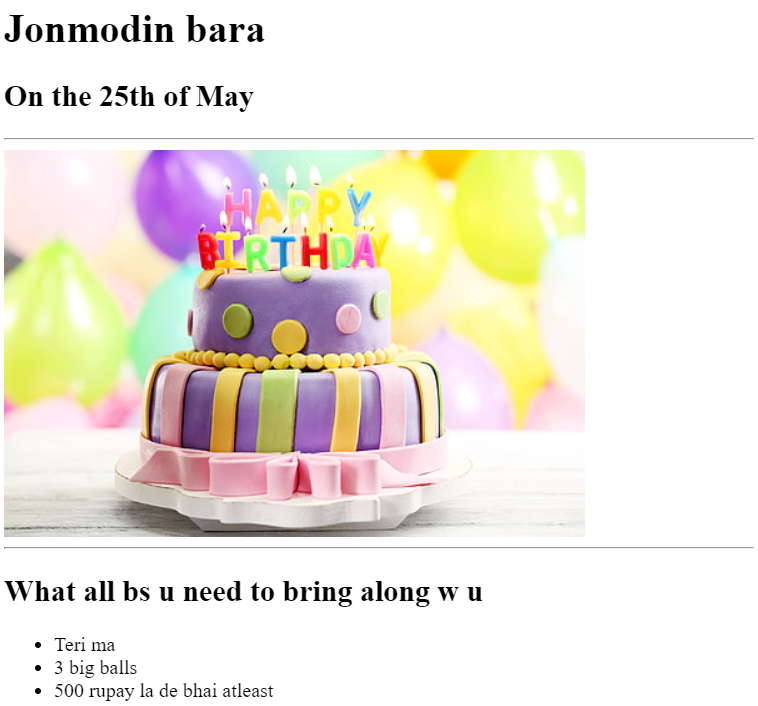 Jonmodin bara
On the 25th of May
HAPPY
BIRTHDAY
What all bs u need to bring along w u
Teri ma
3 big balls
500 rupay la de bhai atleast